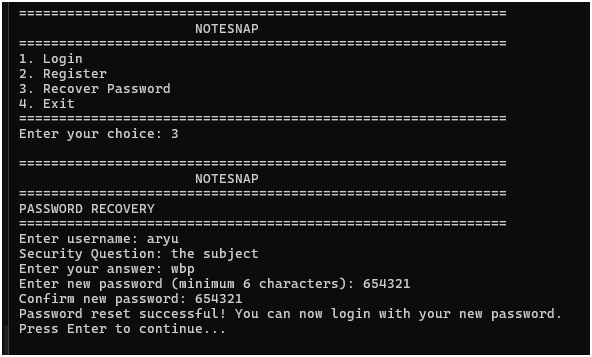 =============================================================
NOTESNAP
=============================================================
1. Login
2. Register
3. Recover Password
4. Exit
=============================================================
Enter your choice: 3
=============================================================
NOTESNAP
=============================================================
PASSWORD RECOVERY
=============================================================
Enter username: aryu
Security Question: the subject
Enter your answer: wbp
Enter new password (minimum 6 characters): 654321
Confirm new password: 654321
Password reset successful! You can now login with your new password.
Press Enter to continue...